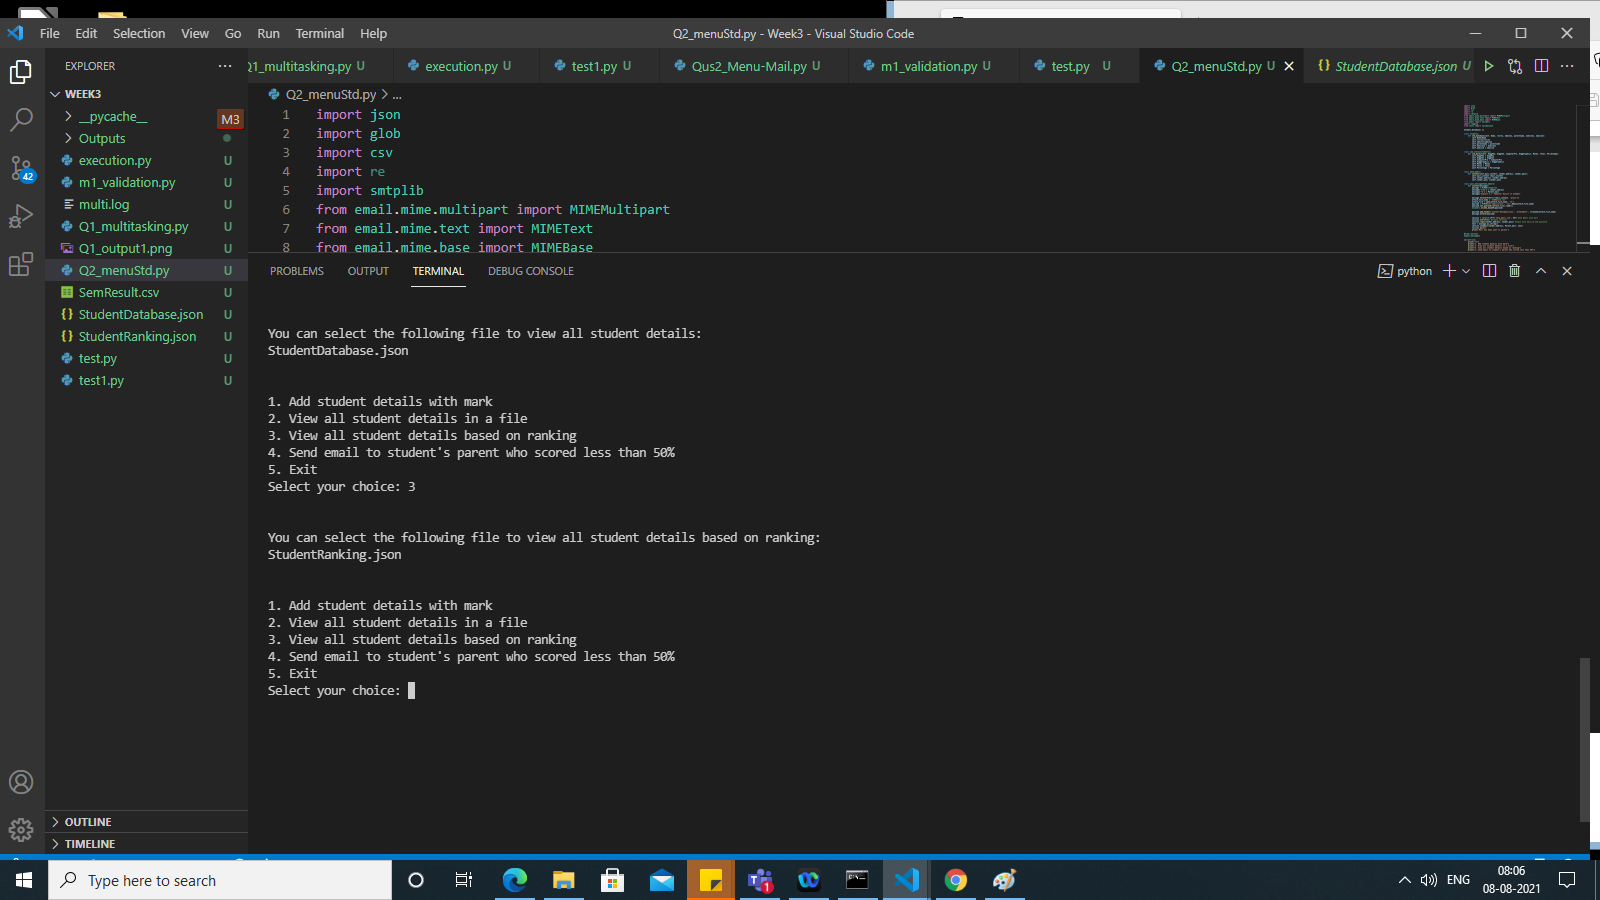 File Edit Selection View Go Run Terminal Help
Q2_menuStd.py - Week3 - Visual Studio Code
EXPLORER
Q1_multitasking.py U execution.py U test1.py U Qus2_Menu-Mail.py U m1_validation.py U test.py U Q2_menuStd.py U StudentDatabase.json U
WEEK3
__pycache__ M3
Outputs
execution.py U
m1_validation.py U
multi.log U
Q1_multitasking.py U
Q1_output1.png U
Q2_menuStd.py U
SemResult.csv U
StudentDatabase.json U
StudentRanking.json U
test.py U
test1.py U
42
OUTLINE
TIMELINE
Q2_menuStd.py > ...
1 import json
2 import glob
3 import csv
4 import re
5 import smtplib
6 from email.mime.multipart import MIMEMultipart
7 from email.mime.text import MIMEText
8 from email.mime.base import MIMEBase
PROBLEMS OUTPUT TERMINAL DEBUG CONSOLE
python
You can select the following file to view all student details:
StudentDatabase.json
1. Add student details with mark
2. View all student details in a file
3. View all student details based on ranking
4. Send email to student's parent who scored less than 50%
5. Exit
Select your choice: 3
You can select the following file to view all student details based on ranking:
StudentRanking.json
1. Add student details with mark
2. View all student details in a file
3. View all student details based on ranking
4. Send email to student's parent who scored less than 50%
5. Exit
Select your choice:
Type here to search
1
ENG
08:06
08-08-2021